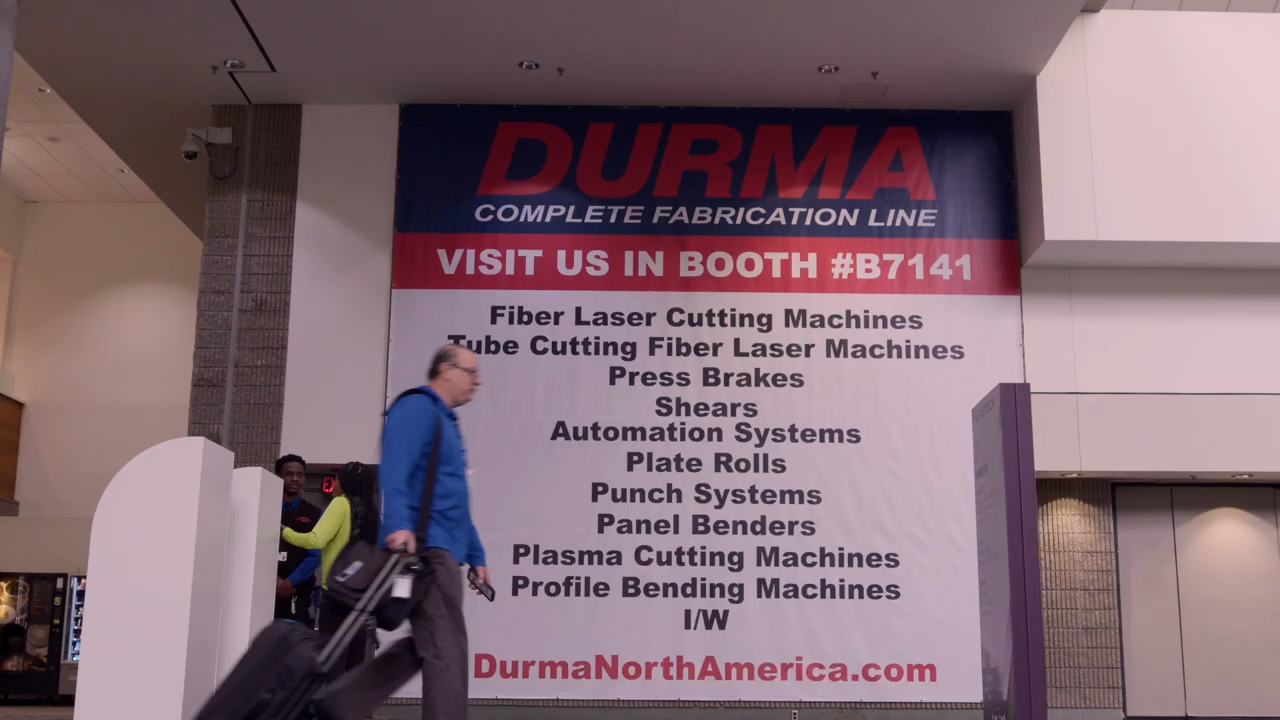 DURMA
COMPLETE FABRICATION LINE
VISIT US IN BOOTH #B7141
Fiber Laser Cutting Machines
Tube Cutting Fiber Laser Machines
Press Brakes
Shears
Automation Systems
Plate Rolls
Punch Systems
Panel Benders
Plasma Cutting Machines
Profile Bending Machines
I/W
DurmaNorthAmerica.com